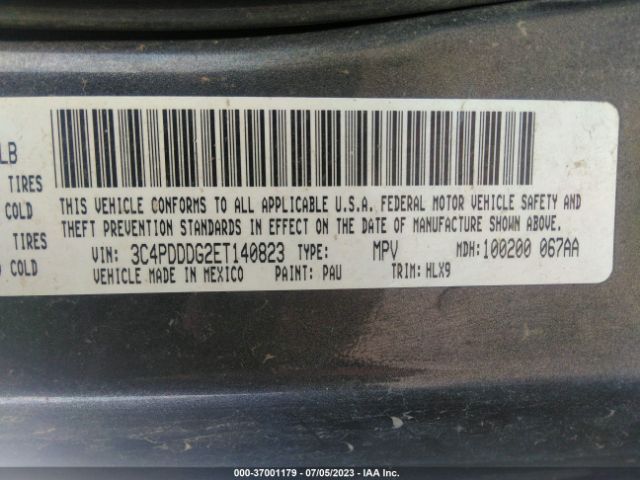 LB
TIRES
COLD
TIRES
COLD
THIS VEHICLE CONFORMS TO ALL APPLICABLE U.S.A. FEDERAL MOTOR VEHICLE SAFETY AND
THEFT PREVENTION STANDARDS IN EFFECT ON THE DATE OF MANUFACTURE SHOWN ABOVE.
VIN: 3C4PDDDG2ET140823 TYPE: MPV MDH: 100200 067AA
VEHICLE MADE IN MEXICO PAINT: PAU TRIM: HLX9
000-37001179 / 07/05/2023 - IAA Inc.